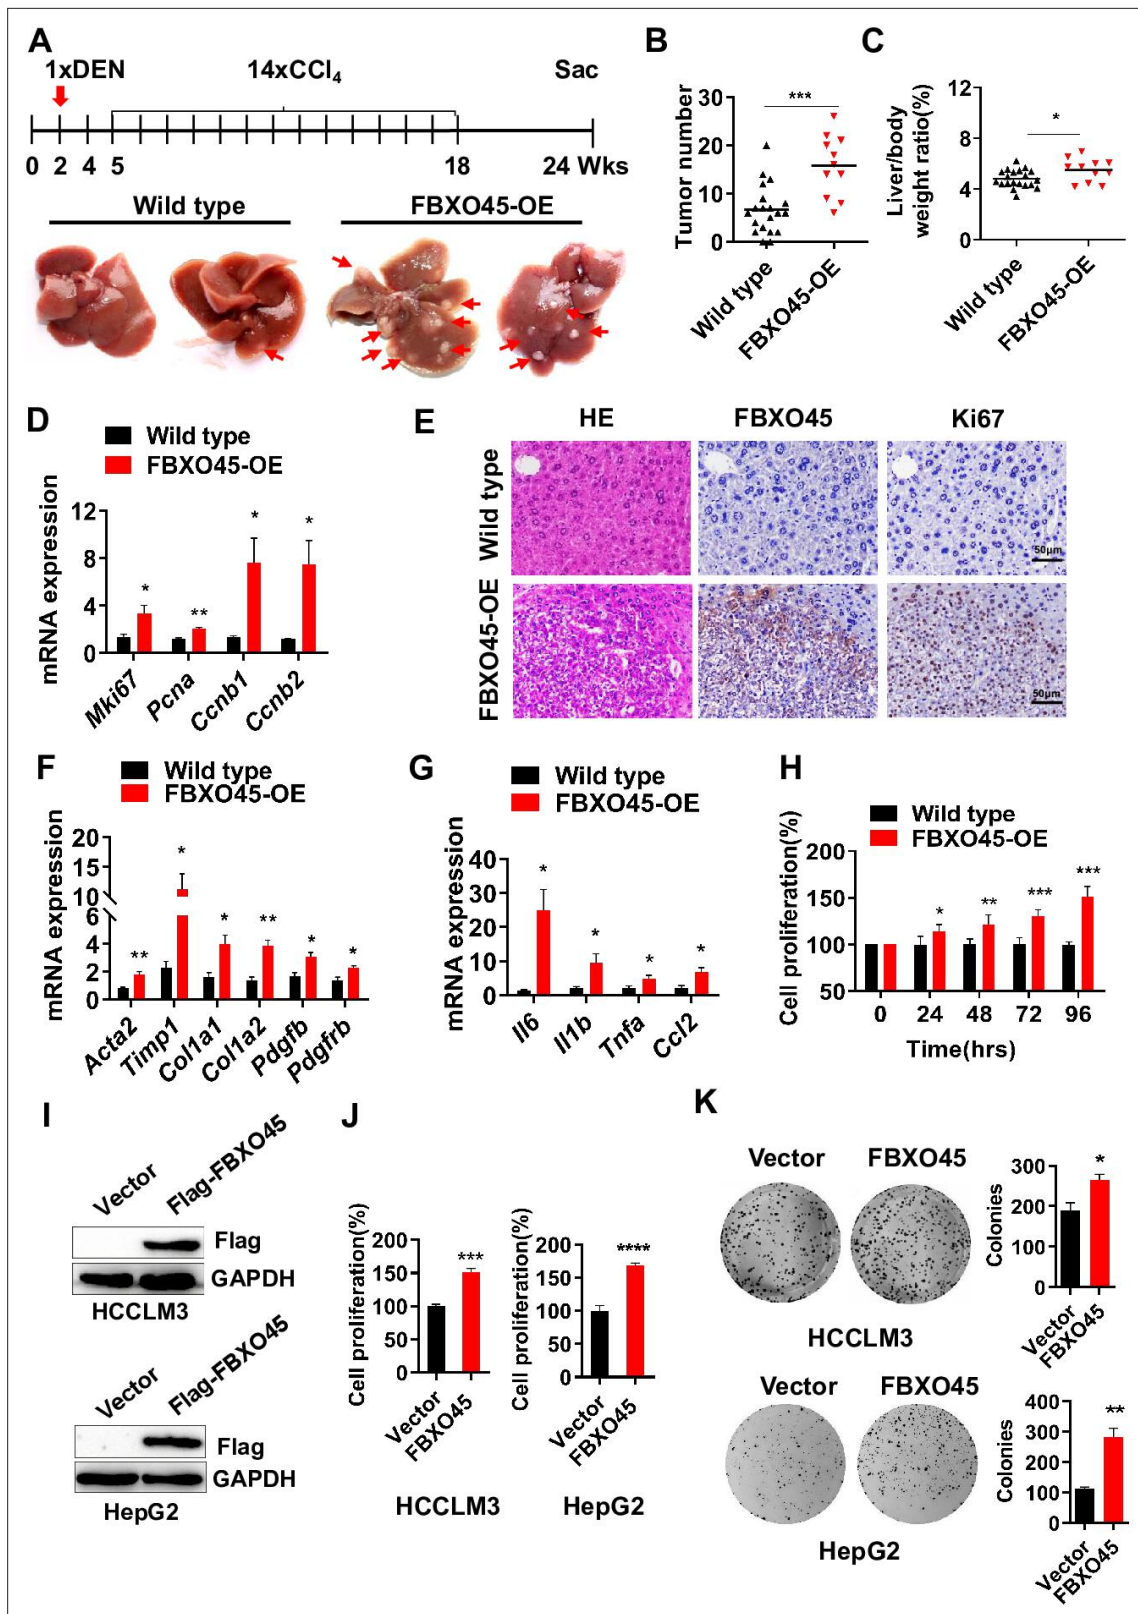 A
1xDEN
14xCCl₄
Sac
0 2 4 5 18 24 Wks
Wild type
FBXO45-OE
B
***
Tumor number
30
20
10
0
Wild type
FBXO45-OE
C
*
Liver/body
weight ratio(%)
12
8
4
0
Wild type
FBXO45-OE
D
Wild type
FBXO45-OE
mRNA expression
12
8
4
0
* ** * *
Mki67 Pcna Ccnb1 Ccnb2
E
HE FBXO45 Ki67
Wild type
50μm
FBXO45-OE
50μm
F
Wild type
FBXO45-OE
mRNA expression
20
15
10
6
4
2
0
** * * ** * *
Acta2 Timp1 Col1a1 Col1a2 Pdgfb Pdgfrb
G
Wild type
FBXO45-OE
mRNA expression
40
30
20
10
0
* * * *
Il6 Il1b Tnfa Ccl2
H
Wild type
FBXO45-OE
Cell proliferation(%)
200
150
100
50
* ** *** ***
0 24 48 72 96
Time(hrs)
I
Vector Flag-FBXO45
Flag
GAPDH
HCCLM3
Vector Flag-FBXO45
Flag
GAPDH
HepG2
J
Cell proliferation(%)
200
150
100
50
0
***
Vector
FBXO45
HCCLM3
Cell proliferation(%)
200
150
100
50
0
****
Vector
FBXO45
HepG2
K
Vector FBXO45
HCCLM3
Colonies
300
200
100
0
*
Vector
FBXO45
Vector FBXO45
HepG2
Colonies
400
300
200
100
0
**
Vector
FBXO45